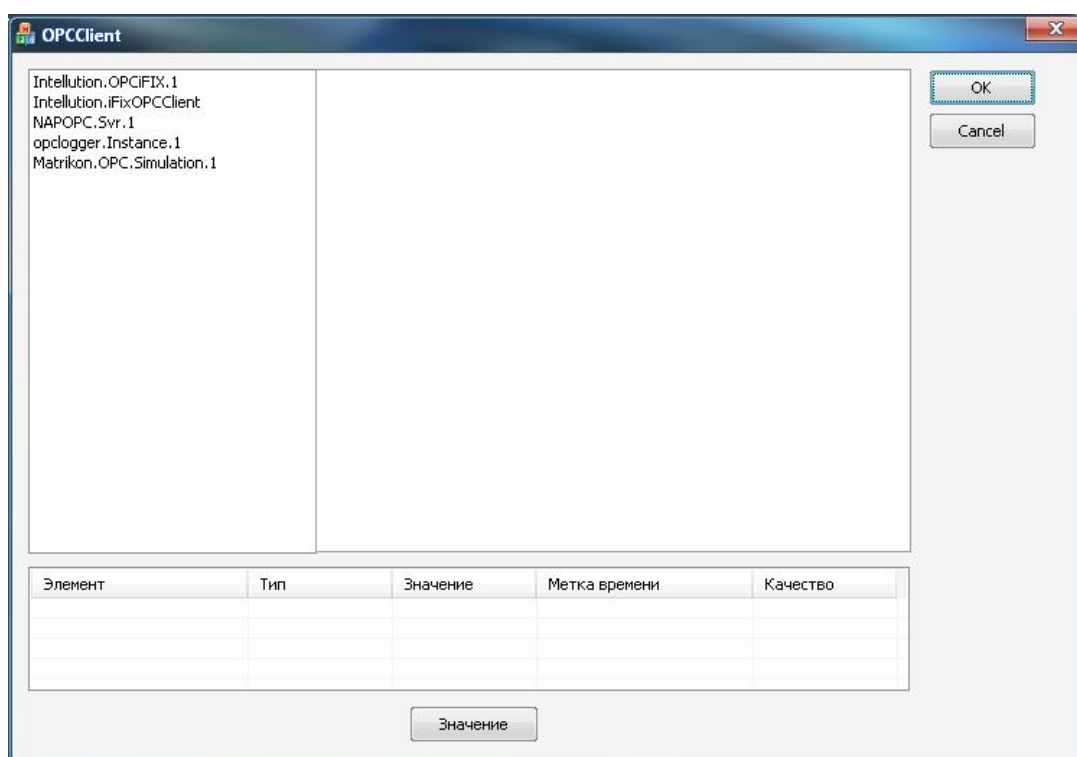 OPCClient
Intellution.OPCiFIX.1
Intellution.iFixOPCClient
NAPOPC.Svr.1
opclogger.Instance.1
Matrikon.OPC.Simulation.1
OK
Cancel
Элемент Тип Значение Метка времени Качество
Значение